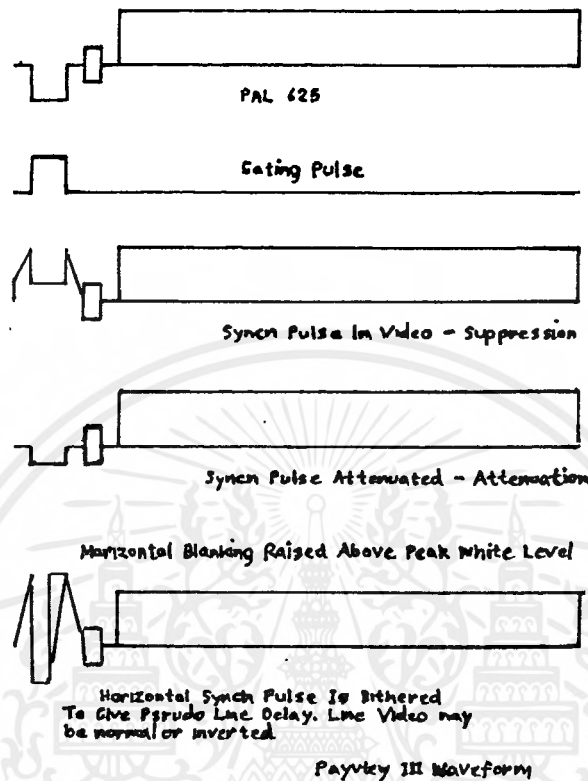 PAL 625
Gating Pulse
Synch Pulse In Video - Suppression
Synch Pulse Attenuated - Attenuation
Horizontal Blanking Raised Above Peak White Level
Horizontal Synch Pulse Is Dithered
To Give Pseudo Line Delay. Line Video may
be normal or inverted
Payview III Waveform